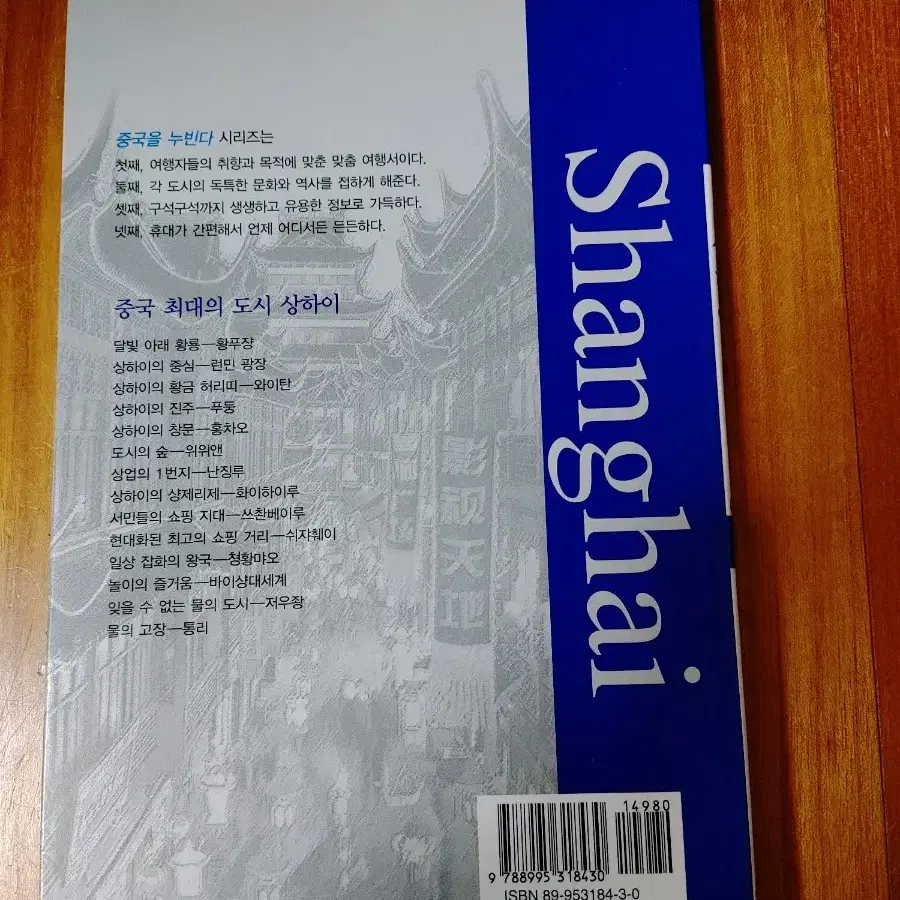 중국을 누빈다 시리즈는
첫째, 여행자들의 취향과 목적에 맞춘 맞춤 여행서이다.
둘째, 각 도시의 독특한 문화와 역사를 접하게 해준다.
셋째, 구석구석까지 생생하고 유용한 정보로 가득하다.
넷째, 휴대가 간편해서 언제 어디서든 든든하다.
중국 최대의 도시 상하이
달빛 아래 황룡—황푸쟝
상하이의 중심—런민 광장
상하이의 황금 허리띠—와이탄
상하이의 진주—푸둥
상하이의 창문—홍차오
도시의 숲—위위앤
상업의 1번지—난징루
상하이의 샹제리제—화이하이루
서민들의 쇼핑 지대—쓰촨베이루
현대화된 최고의 쇼핑 거리—쉬쟈훼이
일상 잡화의 왕국—청황먀오
놀이의 즐거움—바이샹대세계
잊을 수 없는 물의 도시—저우쟝
물의 고장—통리
Shanghai
14980
9 788995 318430
ISBN 89-953184-3-0